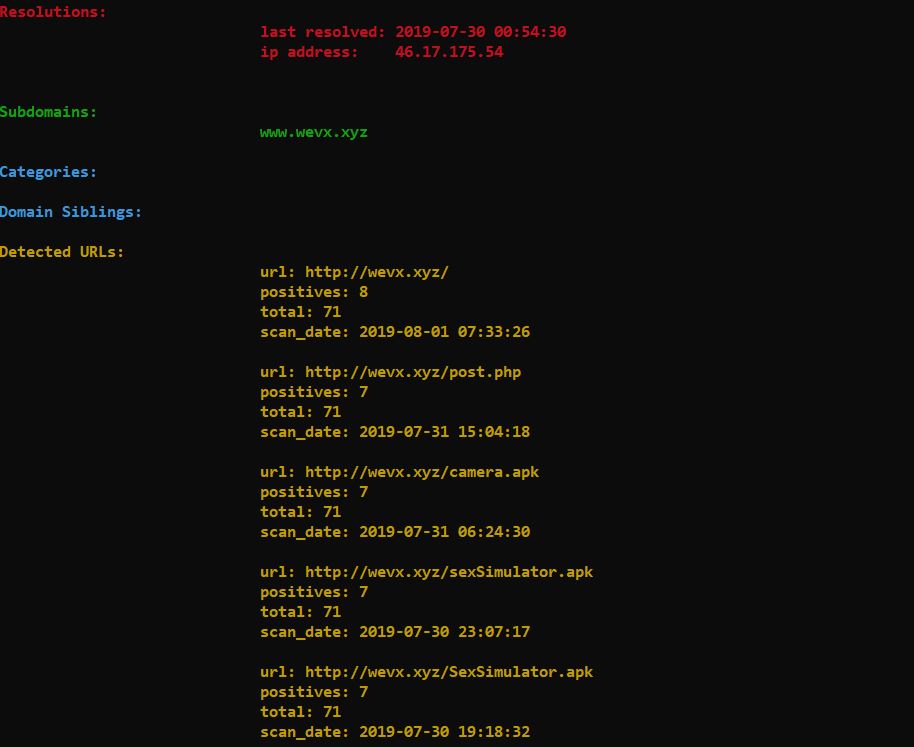 Resolutions:
last resolved: 2019-07-30 00:54:30
ip address: 46.17.175.54
Subdomains:
www.wevx.xyz
Categories:
Domain Siblings:
Detected URLs:
url: http://wevx.xyz/
positives: 8
total: 71
scan_date: 2019-08-01 07:33:26
url: http://wevx.xyz/post.php
positives: 7
total: 71
scan_date: 2019-07-31 15:04:18
url: http://wevx.xyz/camera.apk
positives: 7
total: 71
scan_date: 2019-07-31 06:24:30
url: http://wevx.xyz/sexSimulator.apk
positives: 7
total: 71
scan_date: 2019-07-30 23:07:17
url: http://wevx.xyz/SexSimulator.apk
positives: 7
total: 71
scan_date: 2019-07-30 19:18:32